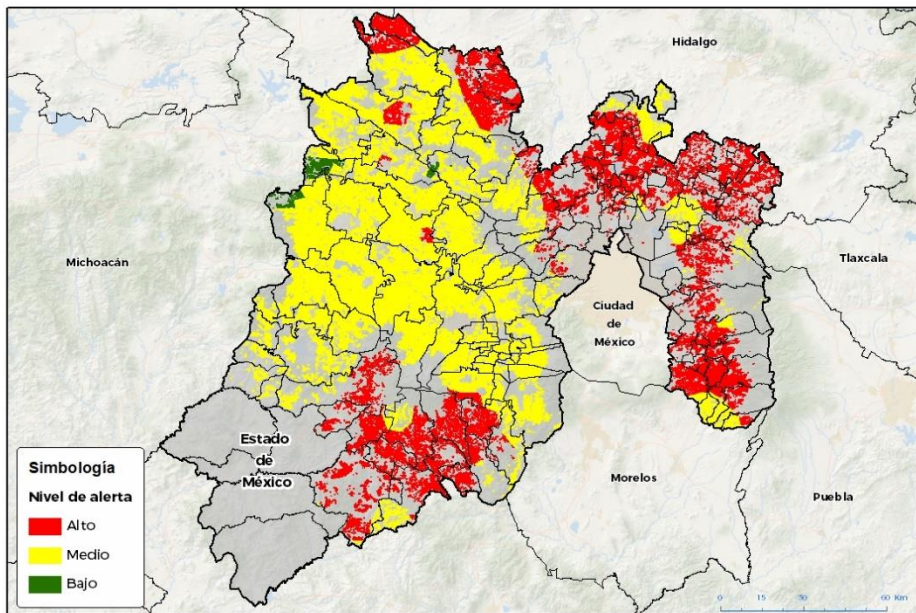 Hidalgo
Michoacán
Tlaxcala
Ciudad
de
México
Estado
de
México
Morelos
Puebla
Simbología
Nivel de alerta
Alto
Medio
Bajo
0 15 30 60 Km